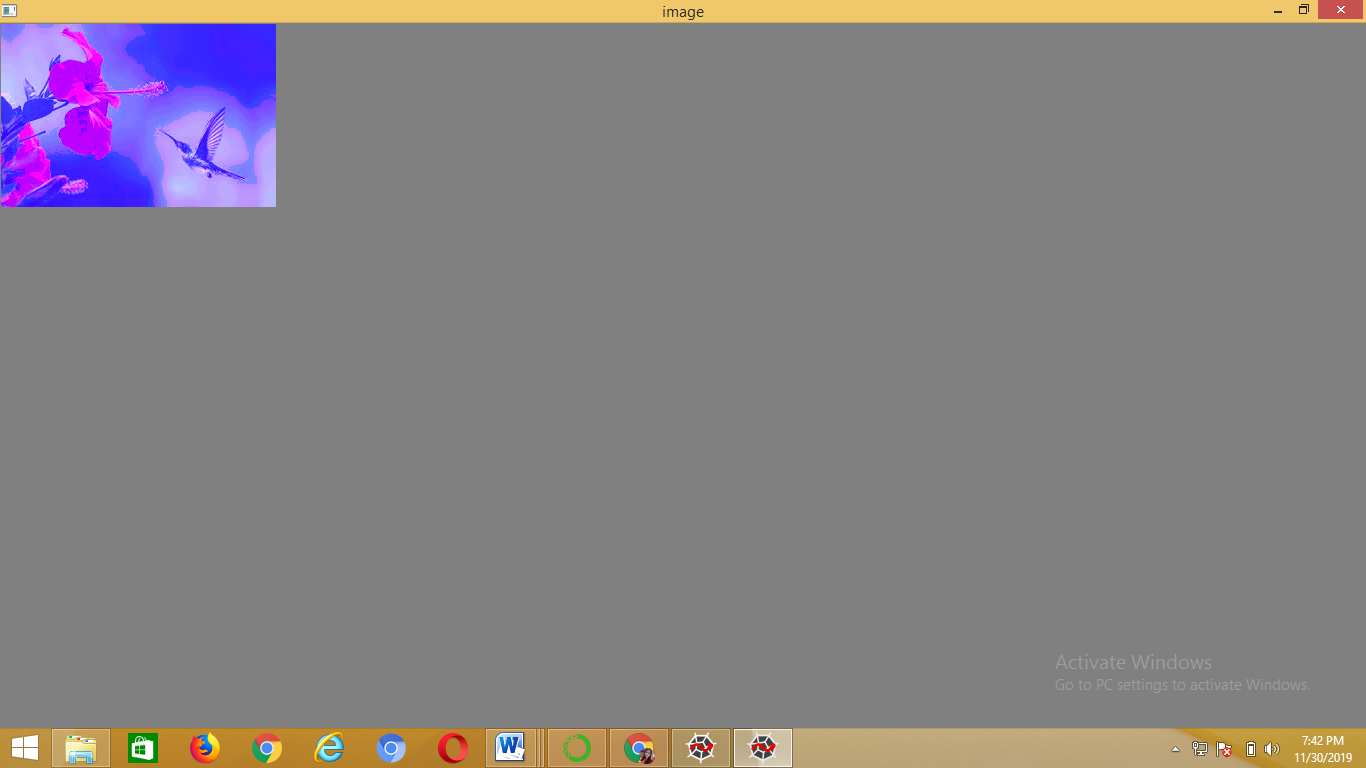 image
Activate Windows
Go to PC settings to activate Windows.
7:42 PM
11/30/2019